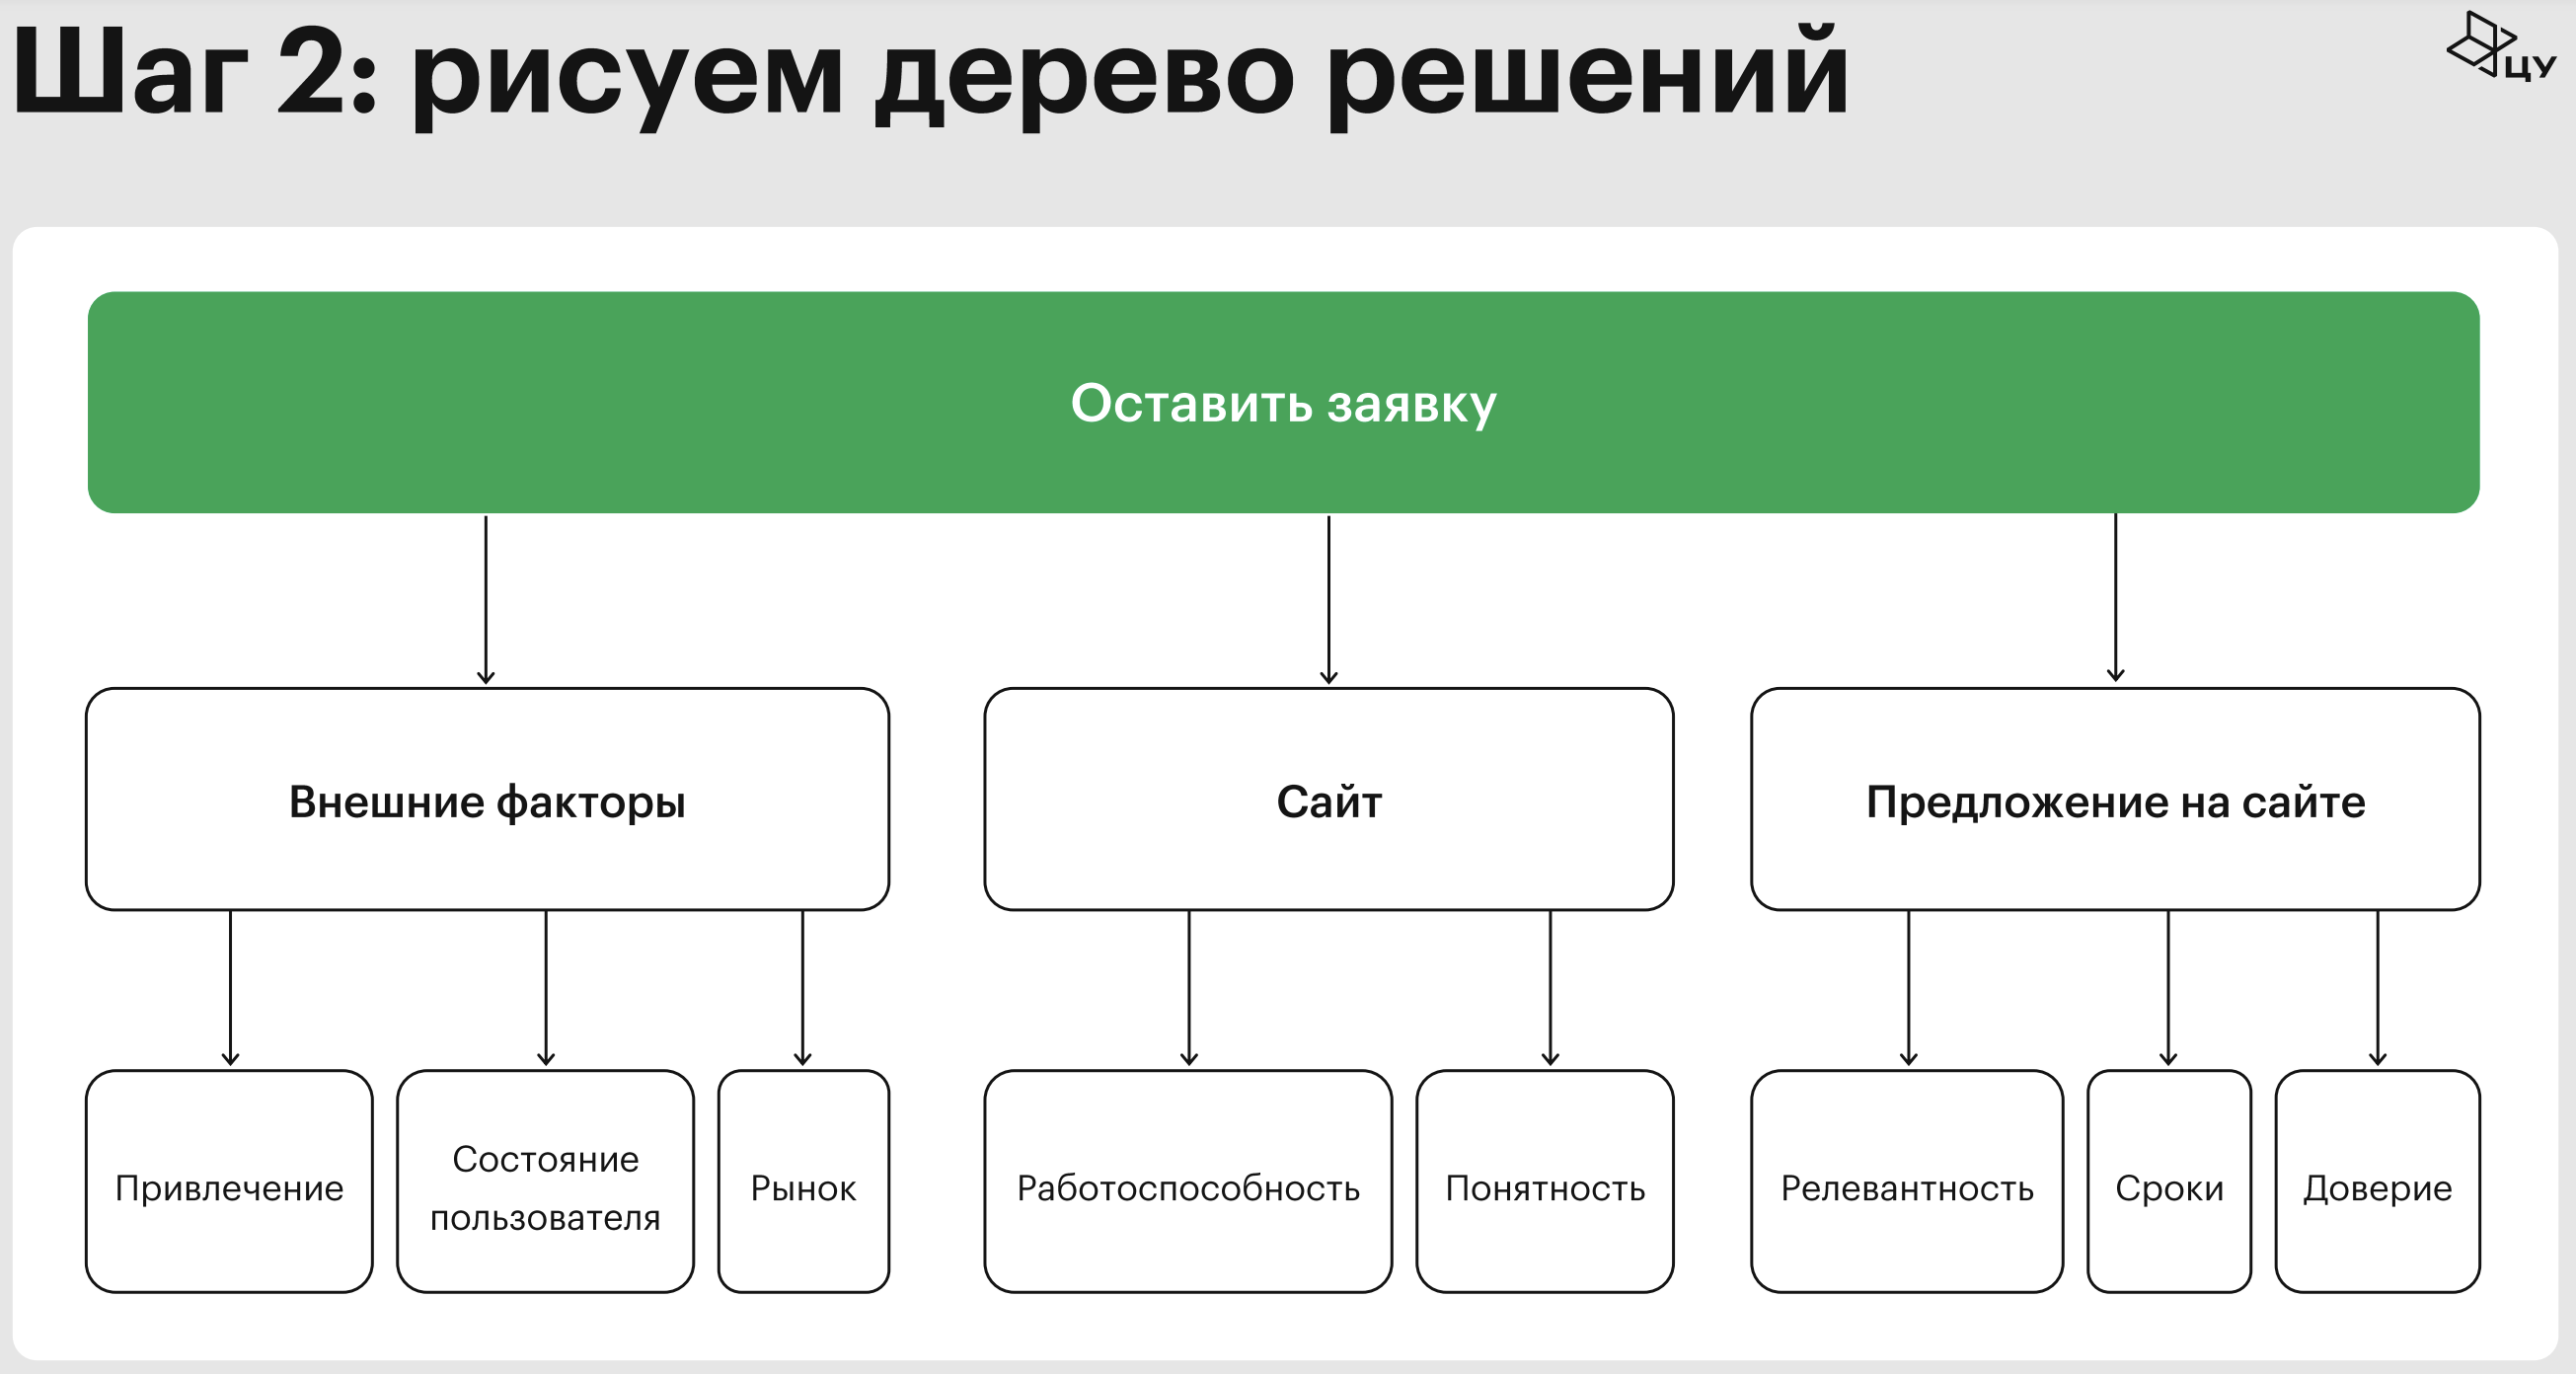 Шаг 2: рисуем дерево решений
ЦУ
Оставить заявку
Внешние факторы
Сайт
Предложение на сайте
Привлечение
Состояние
пользователя
Рынок
Работоспособность
Понятность
Релевантность
Сроки
Доверие